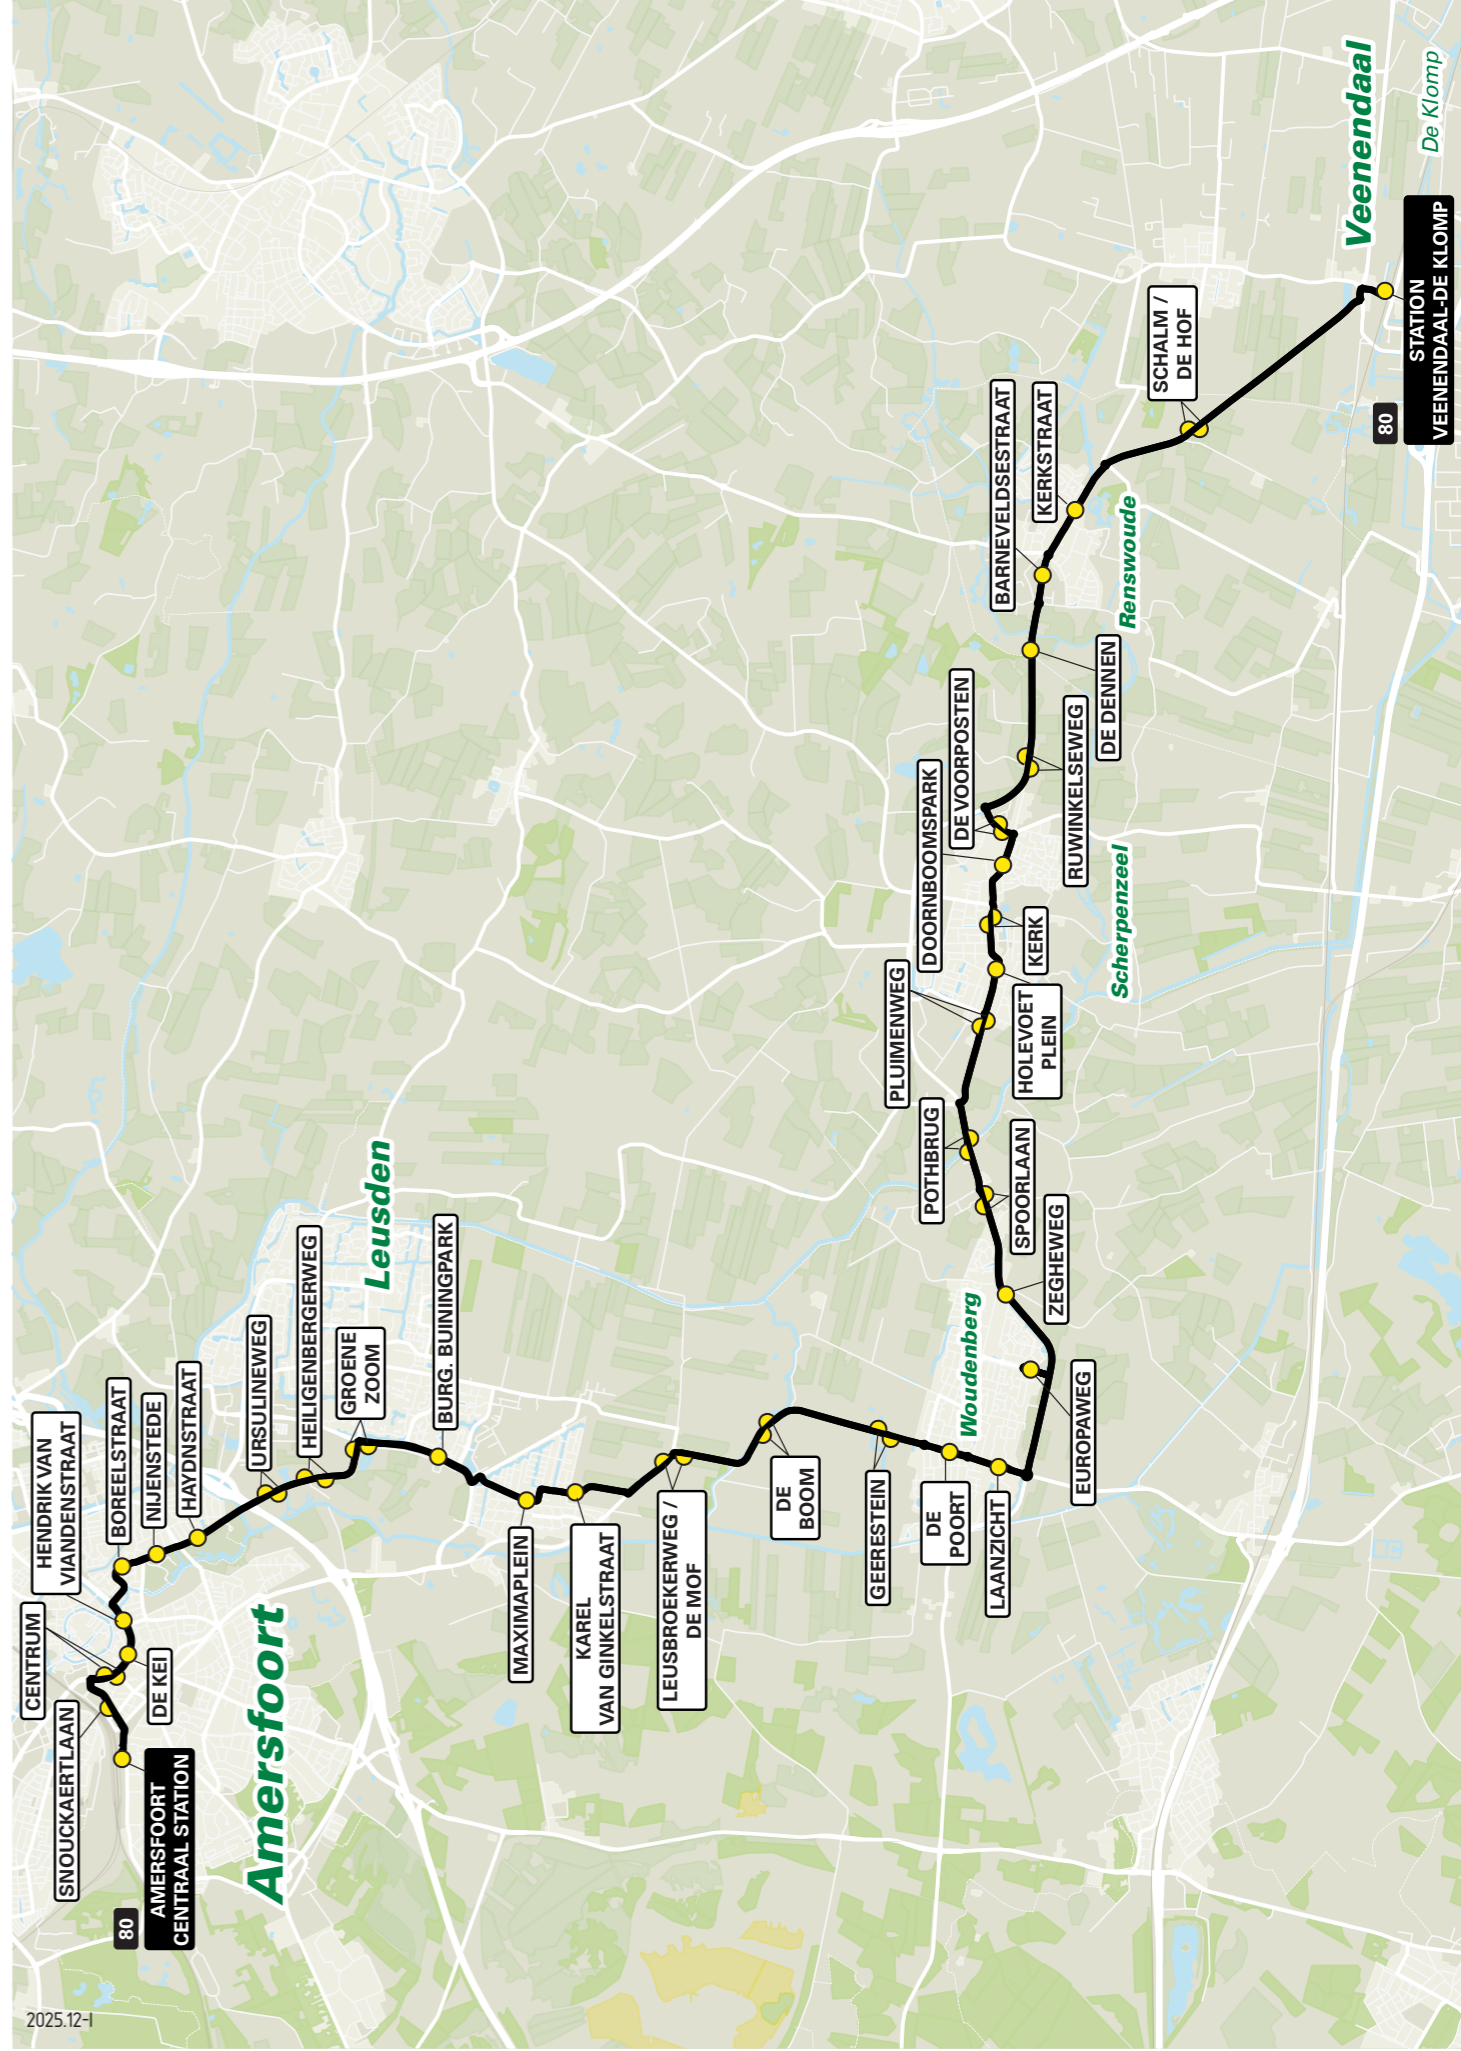 2025.12-I
80
AMERSFOORT
CENTRAAL STATION
SNOUCKAERTLAAN
CENTRUM
DE KEI
HENDRIK VAN
VIANDENSTRAAT
BOREELSTRAAT
NIJENSTEDE
HAYDNSTRAAT
Amersfoort
URSULINEWEG
HEILIGENBERGERWEG
GROENE
ZOOM
Leusden
BURG. BUININGPARK
MAXIMAPLEIN
KAREL
VAN GINKELSTRAAT
LEUSBROEKERWEG /
DE MOF
DE
BOOM
GEERESTEIN
DE
POORT
LAANZICHT
Woudenberg
EUROPAWEG
ZEGHEWEG
SPOORLAAN
POTHBRUG
PLUIMENWEG
HOLEVOET
PLEIN
KERK
Scherpenzeel
DOORNBOOMSPARK
DE VOORPOSTEN
RUWINKELSEWEG
DE DENNEN
Renswoude
BARNEVELDSESTRAAT
KERKSTRAAT
SCHALM /
DE HOF
Veenendaal
De Klomp
80
STATION
VEENENDAAL-DE KLOMP